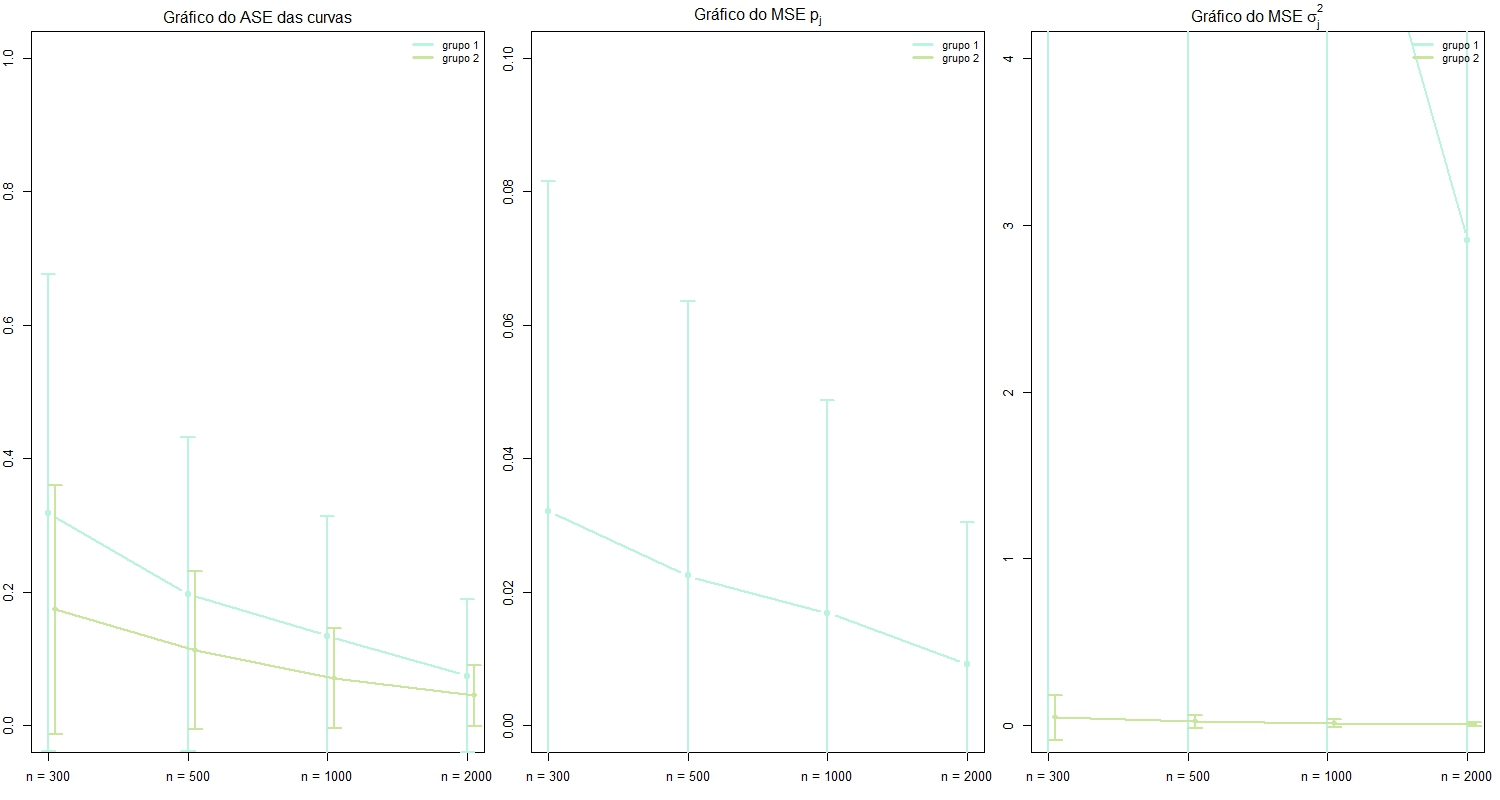 Gráfico do ASE das curvas
grupo 1
grupo 2
1.0
0.8
0.6
0.4
0.2
0.0
n = 300 n = 500 n = 1000 n = 2000
Gráfico do MSE pj
grupo 1
grupo 2
0.10
0.08
0.06
0.04
0.02
0.00
n = 300 n = 500 n = 1000 n = 2000
Gráfico do MSE σj²
grupo 1
grupo 2
4
3
2
1
0
n = 300 n = 500 n = 1000 n = 2000